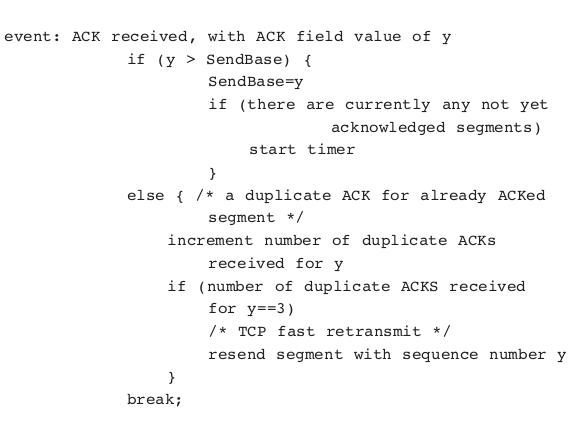 event: ACK received, with ACK field value of y
if (y > SendBase) {
SendBase=y
if (there are currently any not yet
acknowledged segments)
start timer
}
else { /* a duplicate ACK for already ACKed
segment */
increment number of duplicate ACKs
received for y
if (number of duplicate ACKS received
for y==3)
/* TCP fast retransmit */
resend segment with sequence number y
}
break;